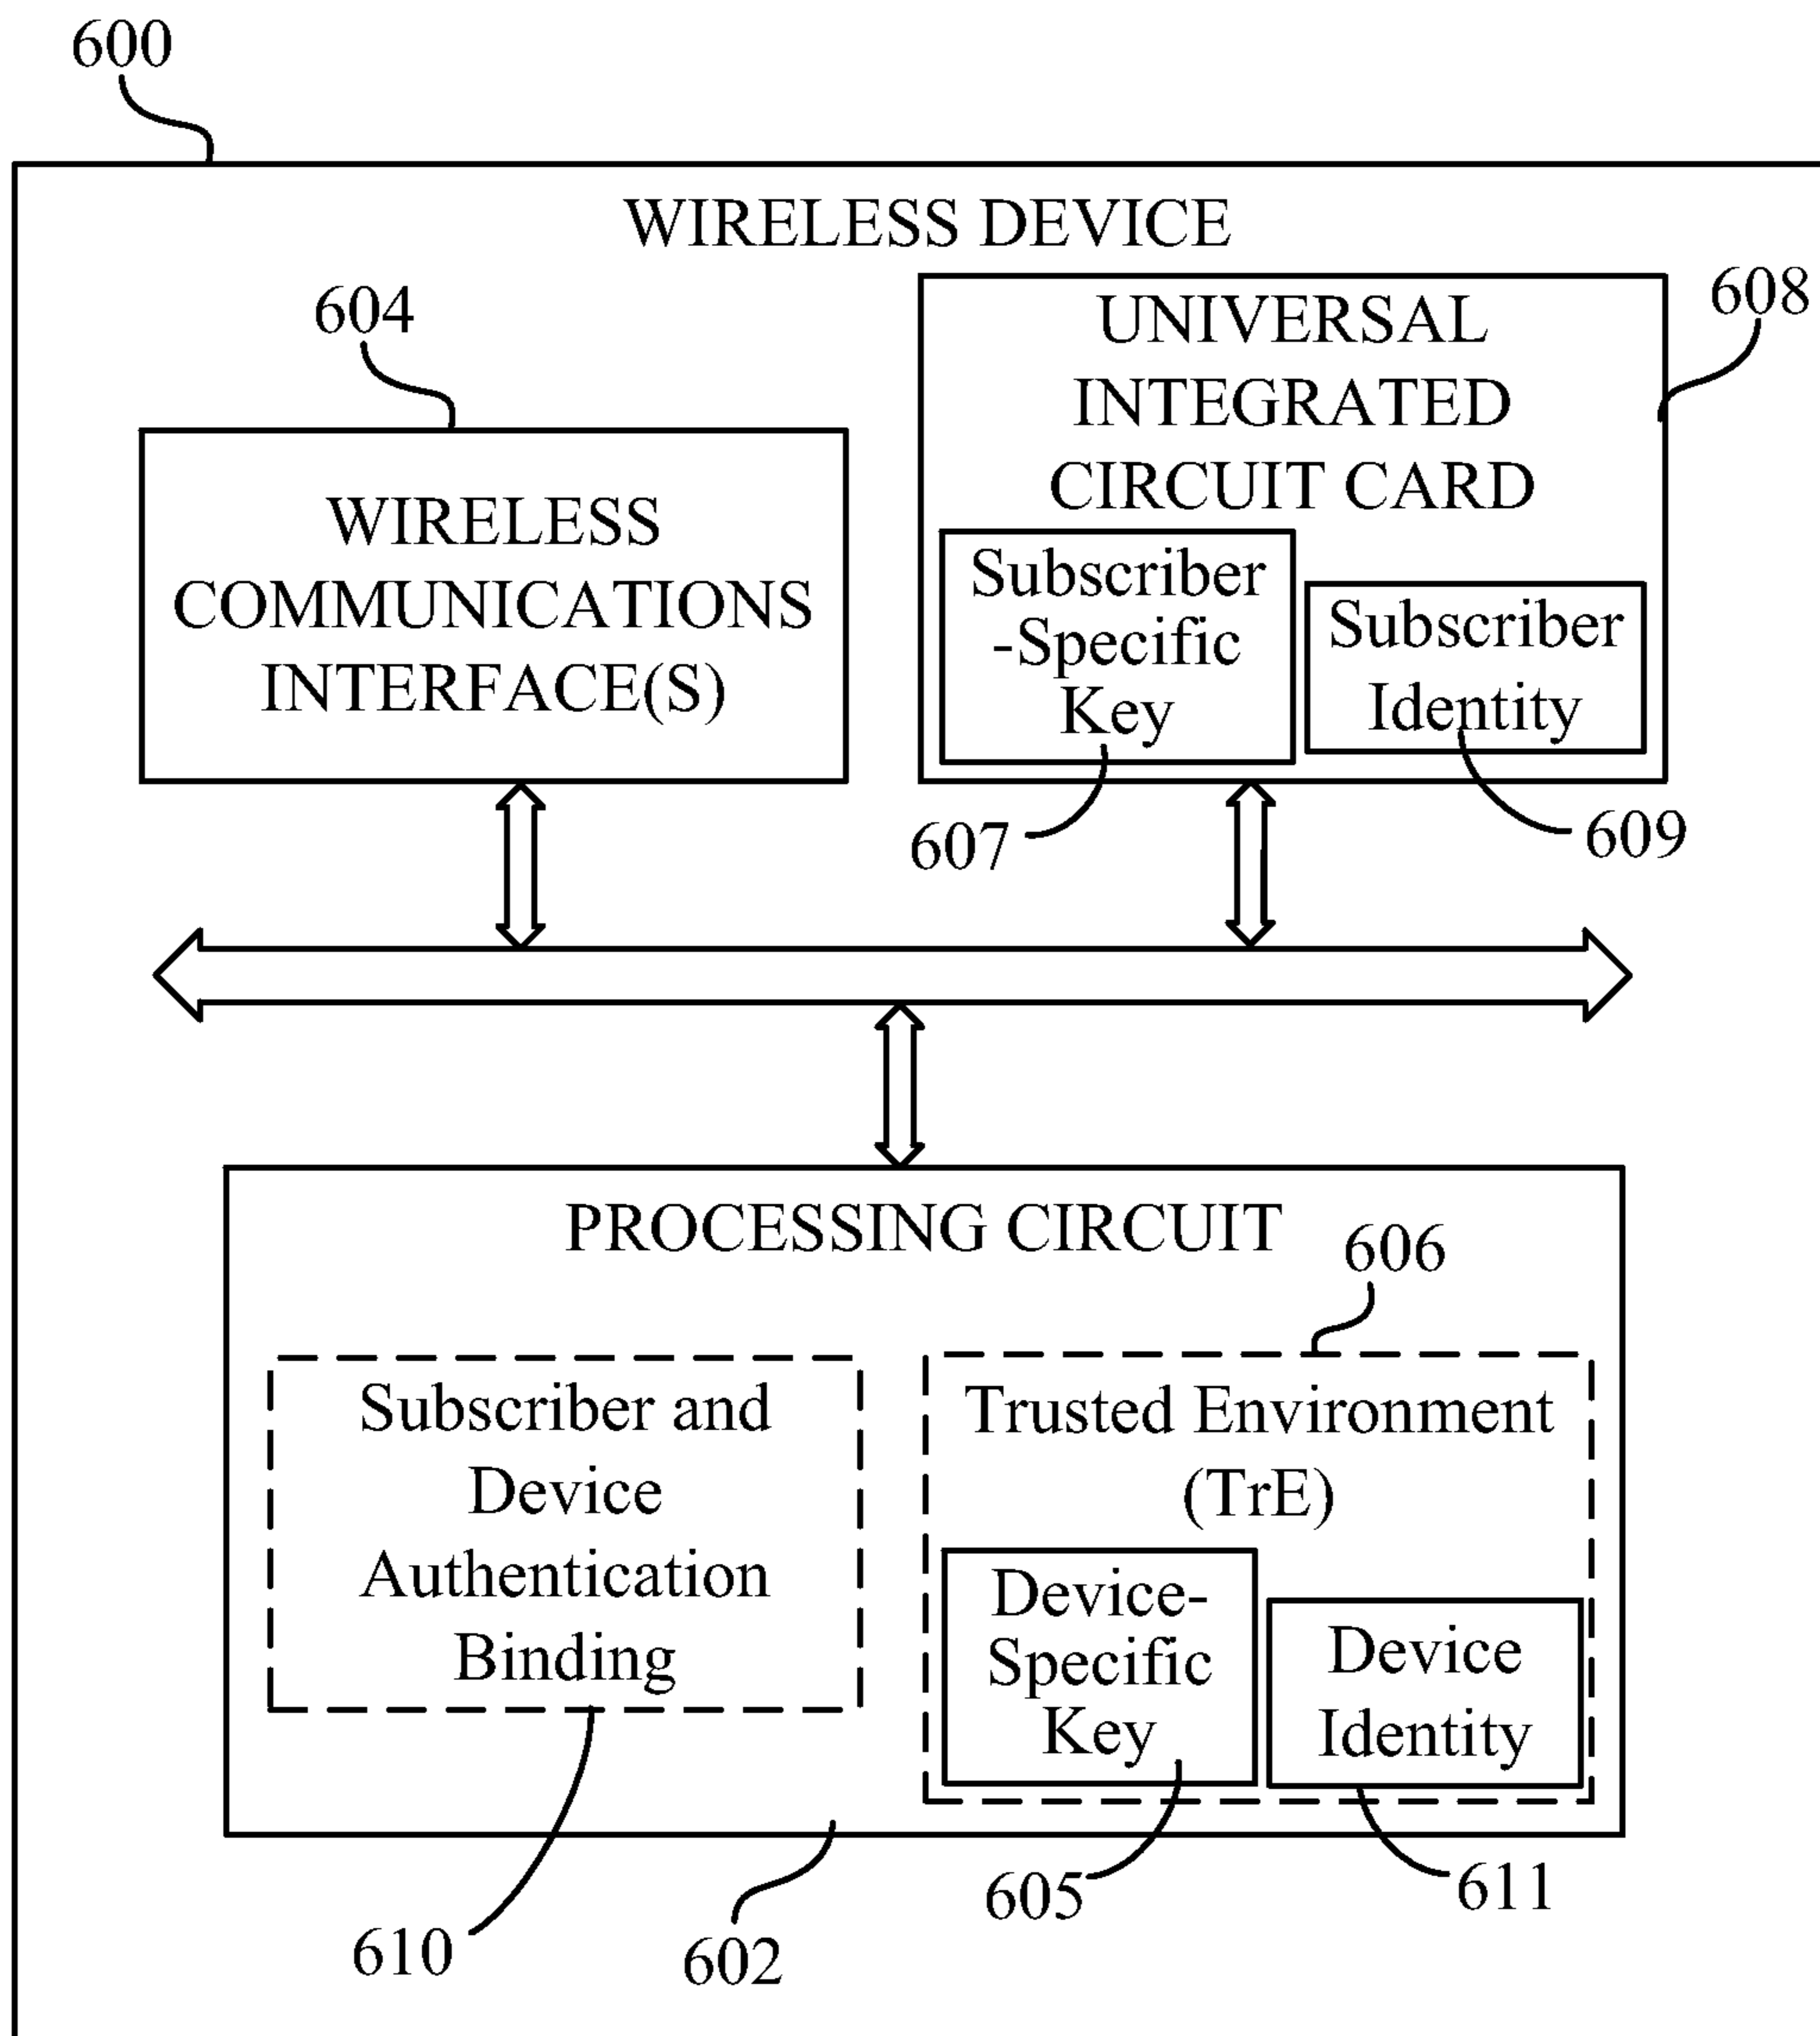 600
WIRELESS DEVICE
604
608
UNIVERSAL
INTEGRATED
CIRCUIT CARD
WIRELESS
COMMUNICATIONS
INTERFACE(S)
Subscriber
-Specific
Key
Subscriber
Identity
607
609
PROCESSING CIRCUIT
606
Subscriber and
Device
Authentication
Binding
Trusted Environment
(TrE)
Device-
Specific
Key
Device
Identity
610
602
605
611